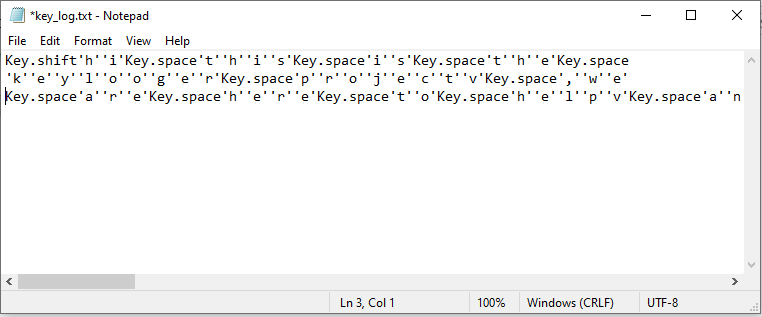 *key_log.txt - Notepad
File Edit Format View Help
Key.shift'h''i'Key.space't''h''i''s'Key.space'i''s'Key.space't''h''e'Key.space
'k''e''y''l''o''o''g''e''r'Key.space'p''r''o''j''e''c''t''v'Key.space',''w''e'
Key.space'a''r''e'Key.space'h''e''r''e'Key.space't''o'Key.space'h''e''l''p''v'Key.space'a''n
Ln 3, Col 1 100% Windows (CRLF) UTF-8